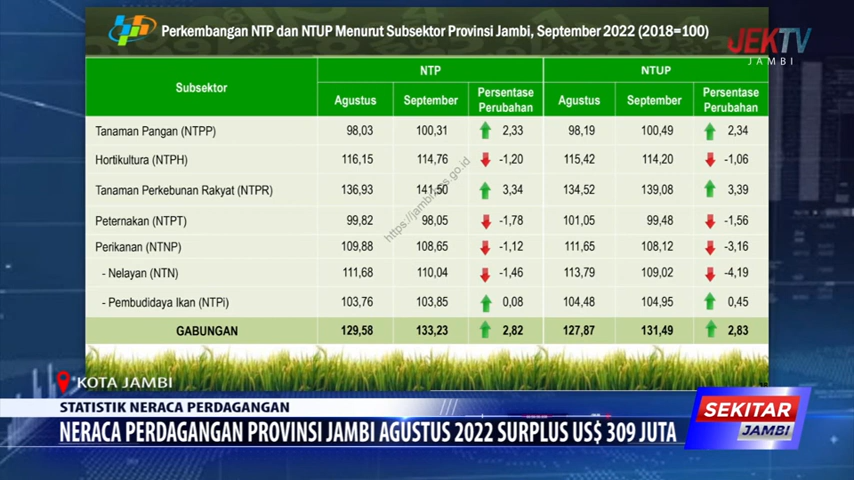 Perkembangan NTP dan NTUP Menurut Subsektor Provinsi Jambi, September 2022 (2018=100)
JEKTV
JAMBI
Subsektor NTP NTUP
Agustus September Persentase Perubahan Agustus September Persentase Perubahan
Tanaman Pangan (NTPP) 98,03 100,31 2,33 98,19 100,49 2,34
Hortikultura (NTPH) 116,15 114,76 -1,20 115,42 114,20 -1,06
Tanaman Perkebunan Rakyat (NTPR) 136,93 141,50 3,34 134,52 139,08 3,39
Peternakan (NTPT) 99,82 98,05 -1,78 101,05 99,48 -1,56
Perikanan (NTNP) 109,88 108,65 -1,12 111,65 108,12 -3,16
- Nelayan (NTN) 111,68 110,04 -1,46 113,79 109,02 -4,19
- Pembudidaya Ikan (NTPi) 103,76 103,85 0,08 104,48 104,95 0,45
GABUNGAN 129,58 133,23 2,82 127,87 131,49 2,83
KOTA JAMBI
STATISTIK NERACA PERDAGANGAN
NERACA PERDAGANGAN PROVINSI JAMBI AGUSTUS 2022 SURPLUS US$ 309 JUTA
SEKITAR
JAMBI